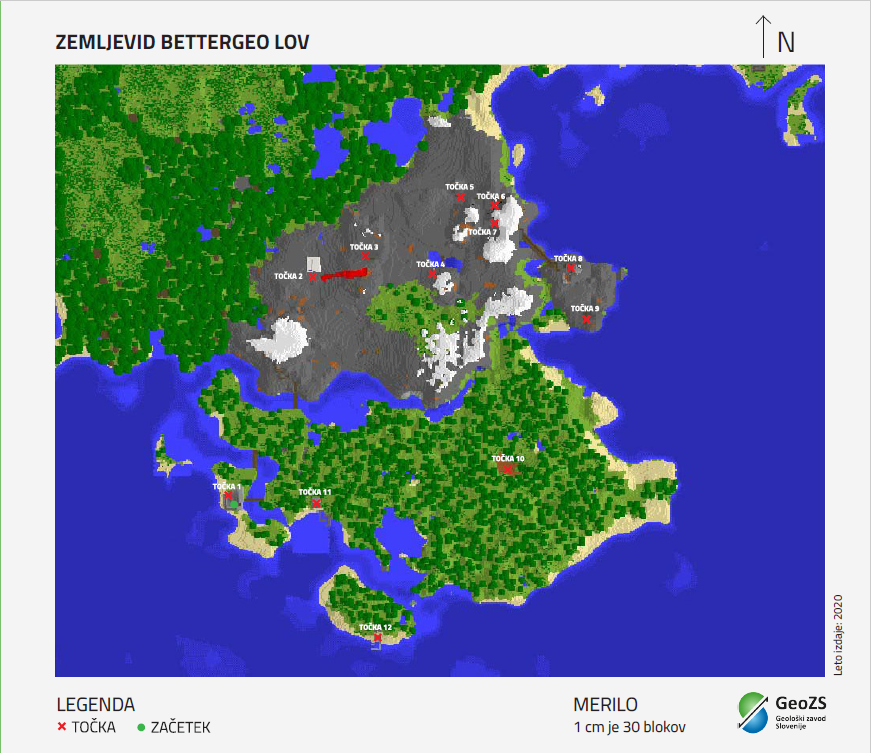 ZEMLJEVID BETTERGEO LOV
N
TOČKA 5
TOČKA 6
TOČKA 7
TOČKA 3
TOČKA 8
TOČKA 4
TOČKA 2
TOČKA 9
TOČKA 10
TOČKA 1
TOČKA 11
TOČKA 12
Leto izdaje: 2020
LEGENDA
TOČKA ZAČETEK
MERILO
1 cm je 30 blokov
GeoZS
Geološki zavod
Slovenije